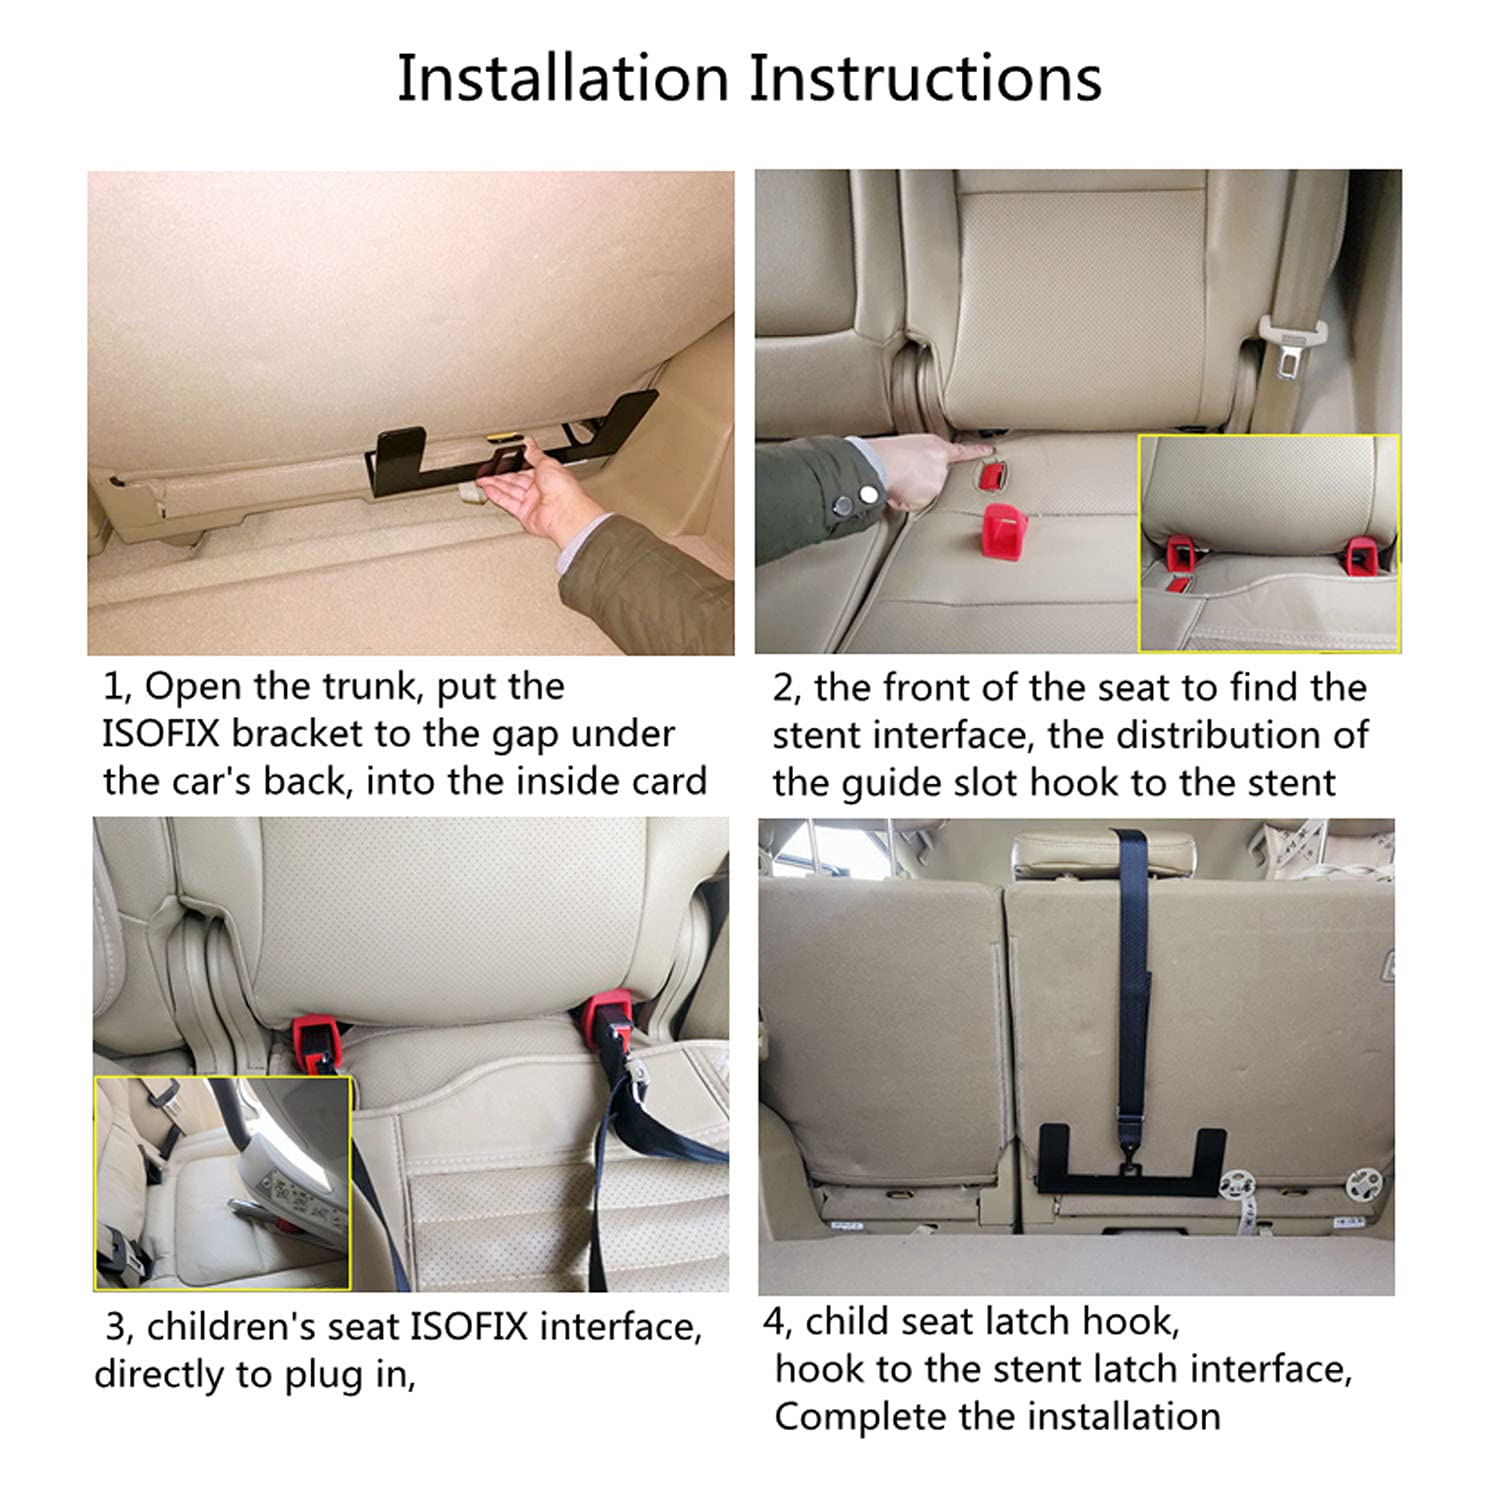 Installation Instructions
1, Open the trunk, put the
ISOFIX bracket to the gap under
the car's back, into the inside card
2, the front of the seat to find the
stent interface, the distribution of
the guide slot hook to the stent
3, children's seat ISOFIX interface,
directly to plug in,
4, child seat latch hook,
hook to the stent latch interface,
Complete the installation